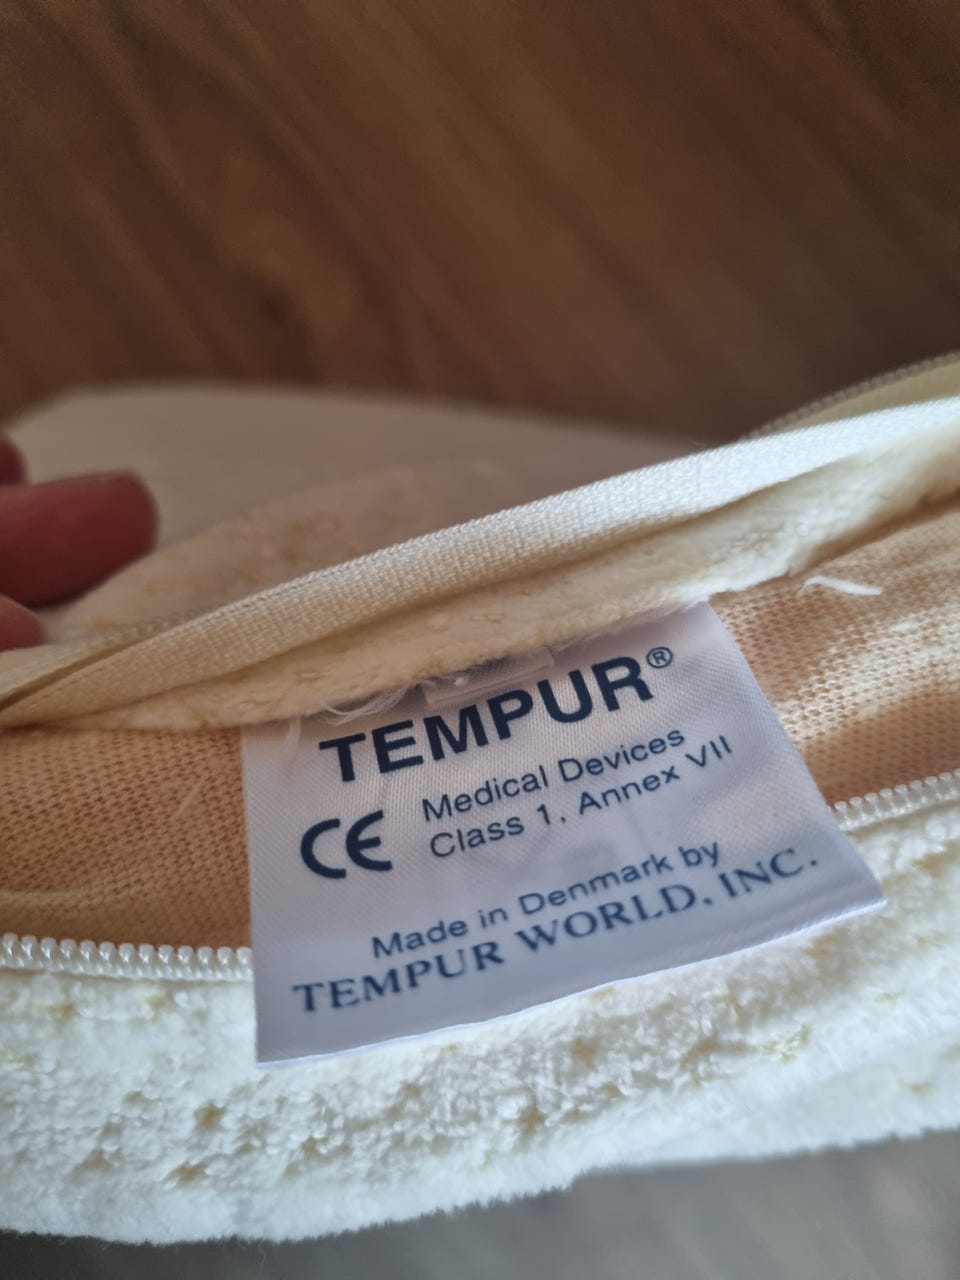 TEMPUR®
CE Medical Devices
Class 1. Annex VII
Made in Denmark by
TEMPUR WORLD, INC.